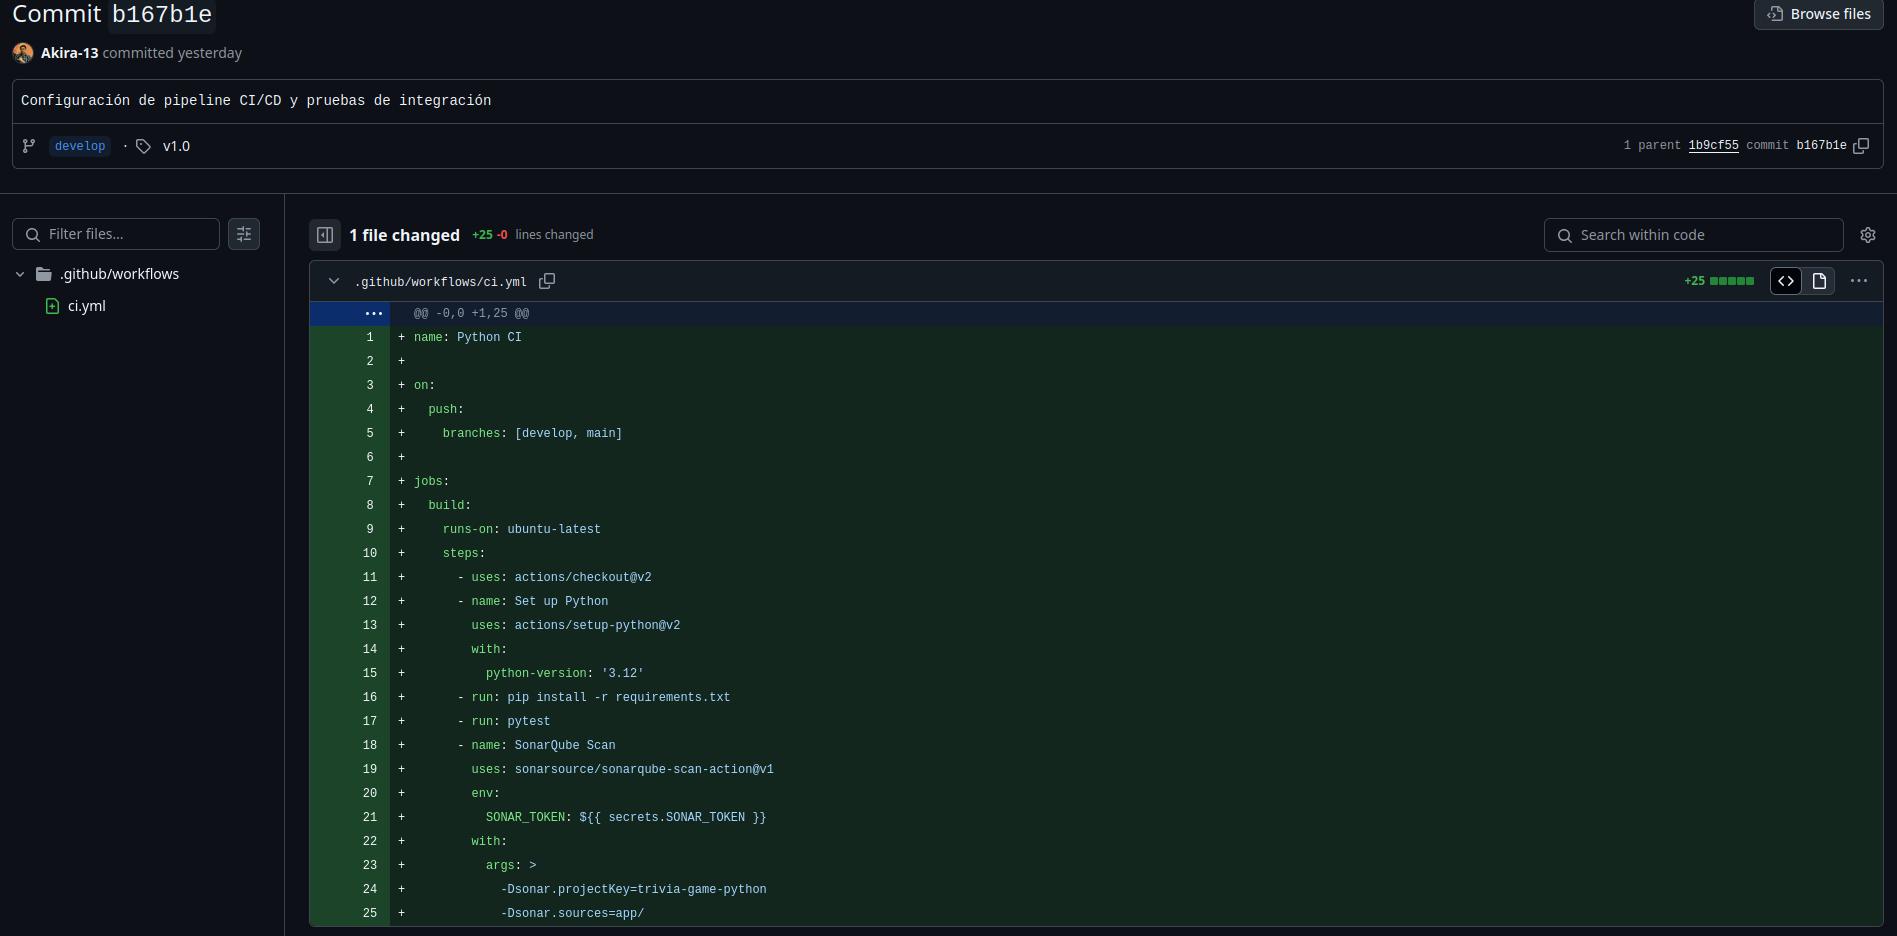 Commit b167b1e
Browse files
Akira-13 committed yesterday
Configuración de pipeline CI/CD y pruebas de integración
develop · v1.0
1 parent 1b9cf55 commit b167b1e
Filter files...
.github/workflows
ci.yml
1 file changed +25 -0 lines changed
Search within code
.github/workflows/ci.yml
+25
@@ -0,0 +1,25 @@
1 + name: Python CI
2 +
3 + on:
4 +   push:
5 +     branches: [develop, main]
6 +
7 + jobs:
8 +   build:
9 +     runs-on: ubuntu-latest
10 +     steps:
11 +       - uses: actions/checkout@v2
12 +       - name: Set up Python
13 +         uses: actions/setup-python@v2
14 +         with:
15 +           python-version: '3.12'
16 +       - run: pip install -r requirements.txt
17 +       - run: pytest
18 +       - name: SonarQube Scan
19 +         uses: sonarsource/sonarqube-scan-action@v1
20 +         env:
21 +           SONAR_TOKEN: ${{ secrets.SONAR_TOKEN }}
22 +         with:
23 +           args: >
24 +             -Dsonar.projectKey=trivia-game-python
25 +             -Dsonar.sources=app/